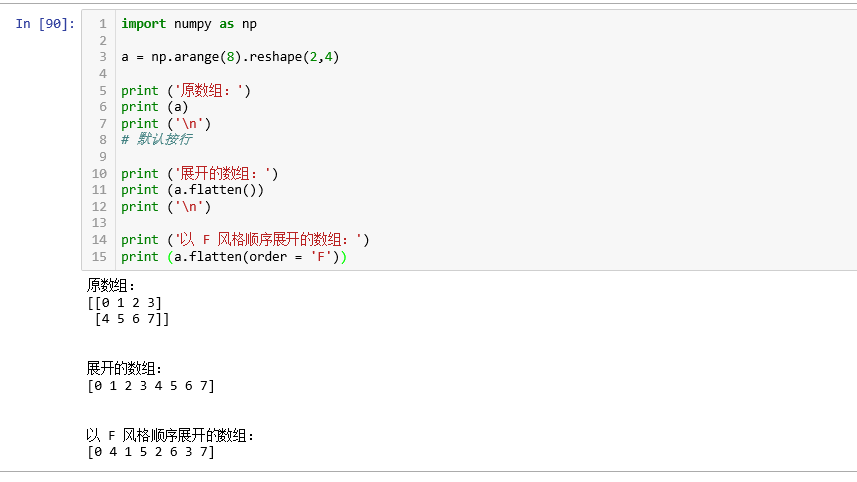 In [90]:
1 import numpy as np
2
3 a = np.arange(8).reshape(2,4)
4
5 print ('原数组：')
6 print (a)
7 print ('\n')
8 # 默认按行
9
10 print ('展开的数组：')
11 print (a.flatten())
12 print ('\n')
13
14 print ('以 F 风格顺序展开的数组：')
15 print (a.flatten(order = 'F'))
原数组：
[[0 1 2 3]
 [4 5 6 7]]
展开的数组：
[0 1 2 3 4 5 6 7]
以 F 风格顺序展开的数组：
[0 4 1 5 2 6 3 7]